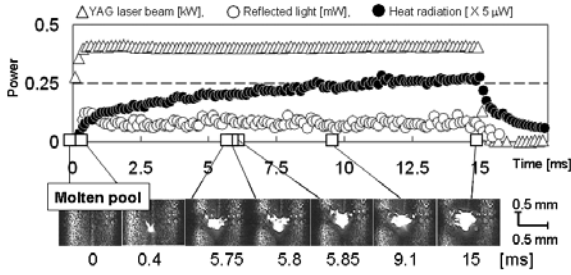 △YAG laser beam [kW], ○Reflected light [mW], ●Heat radiation [X 5 μW]
0.5
Power
0.25
0
0 2.5 5 7.5 10 12.5 15 Time [ms]
Molten pool
0.5 mm
0.5 mm
0 0.4 5.75 5.8 5.85 9.1 15 [ms]